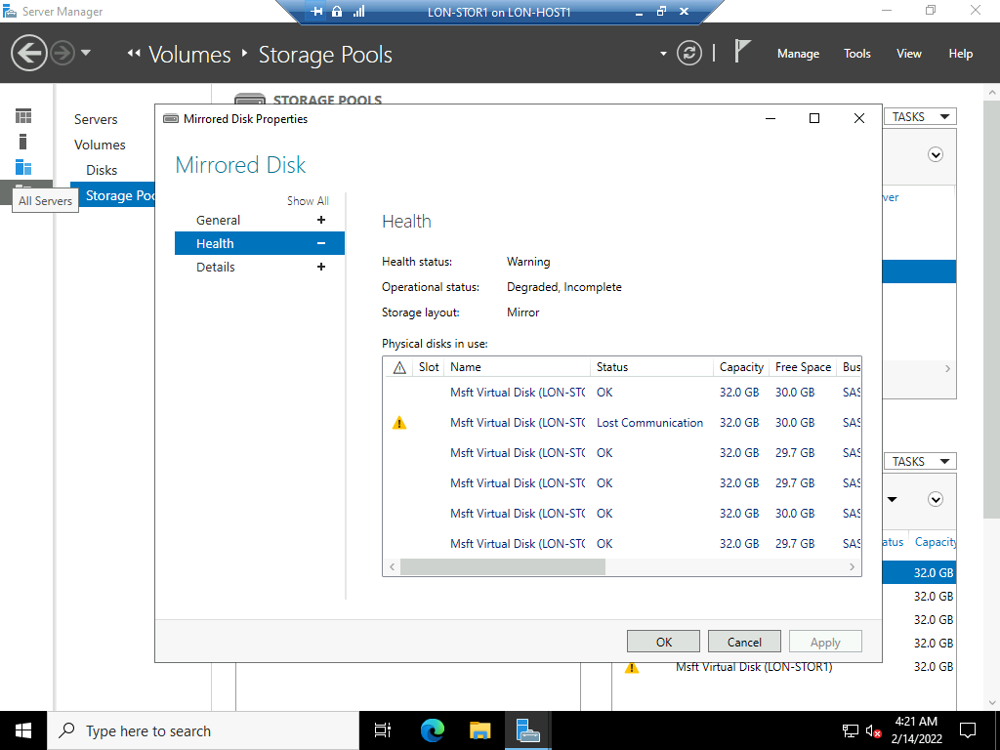 Server Manager
LON-STOR1 on LON-HOST1
Volumes
Storage Pools
Manage
Tools
View
Help
STORAGE POOLS
TASKS
Servers
Volumes
Disks
Storage Poo
All Servers
ver
Mirrored Disk Properties
Mirrored Disk
Show All
General +
Health −
Details +
Health
Health status: Warning
Operational status: Degraded, Incomplete
Storage layout: Mirror
Physical disks in use:
Slot Name Status Capacity Free Space Bus
Msft Virtual Disk (LON-STO OK 32.0 GB 30.0 GB SAS
Msft Virtual Disk (LON-STO Lost Communication 32.0 GB 30.0 GB SAS
Msft Virtual Disk (LON-STO OK 32.0 GB 29.7 GB SAS
Msft Virtual Disk (LON-STO OK 32.0 GB 29.7 GB SAS
Msft Virtual Disk (LON-STO OK 32.0 GB 30.0 GB SAS
Msft Virtual Disk (LON-STO OK 32.0 GB 29.7 GB SAS
OK
Cancel
Apply
TASKS
atus Capacity
32.0 GB
32.0 GB
32.0 GB
32.0 GB
Msft Virtual Disk (LON-STOR1) 32.0 GB
Type here to search
4:21 AM
2/14/2022